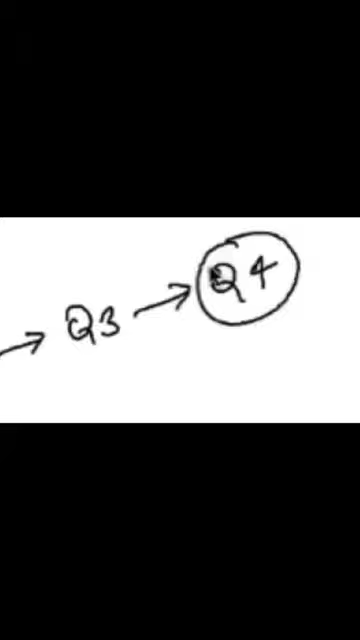 → Q3 → Q4